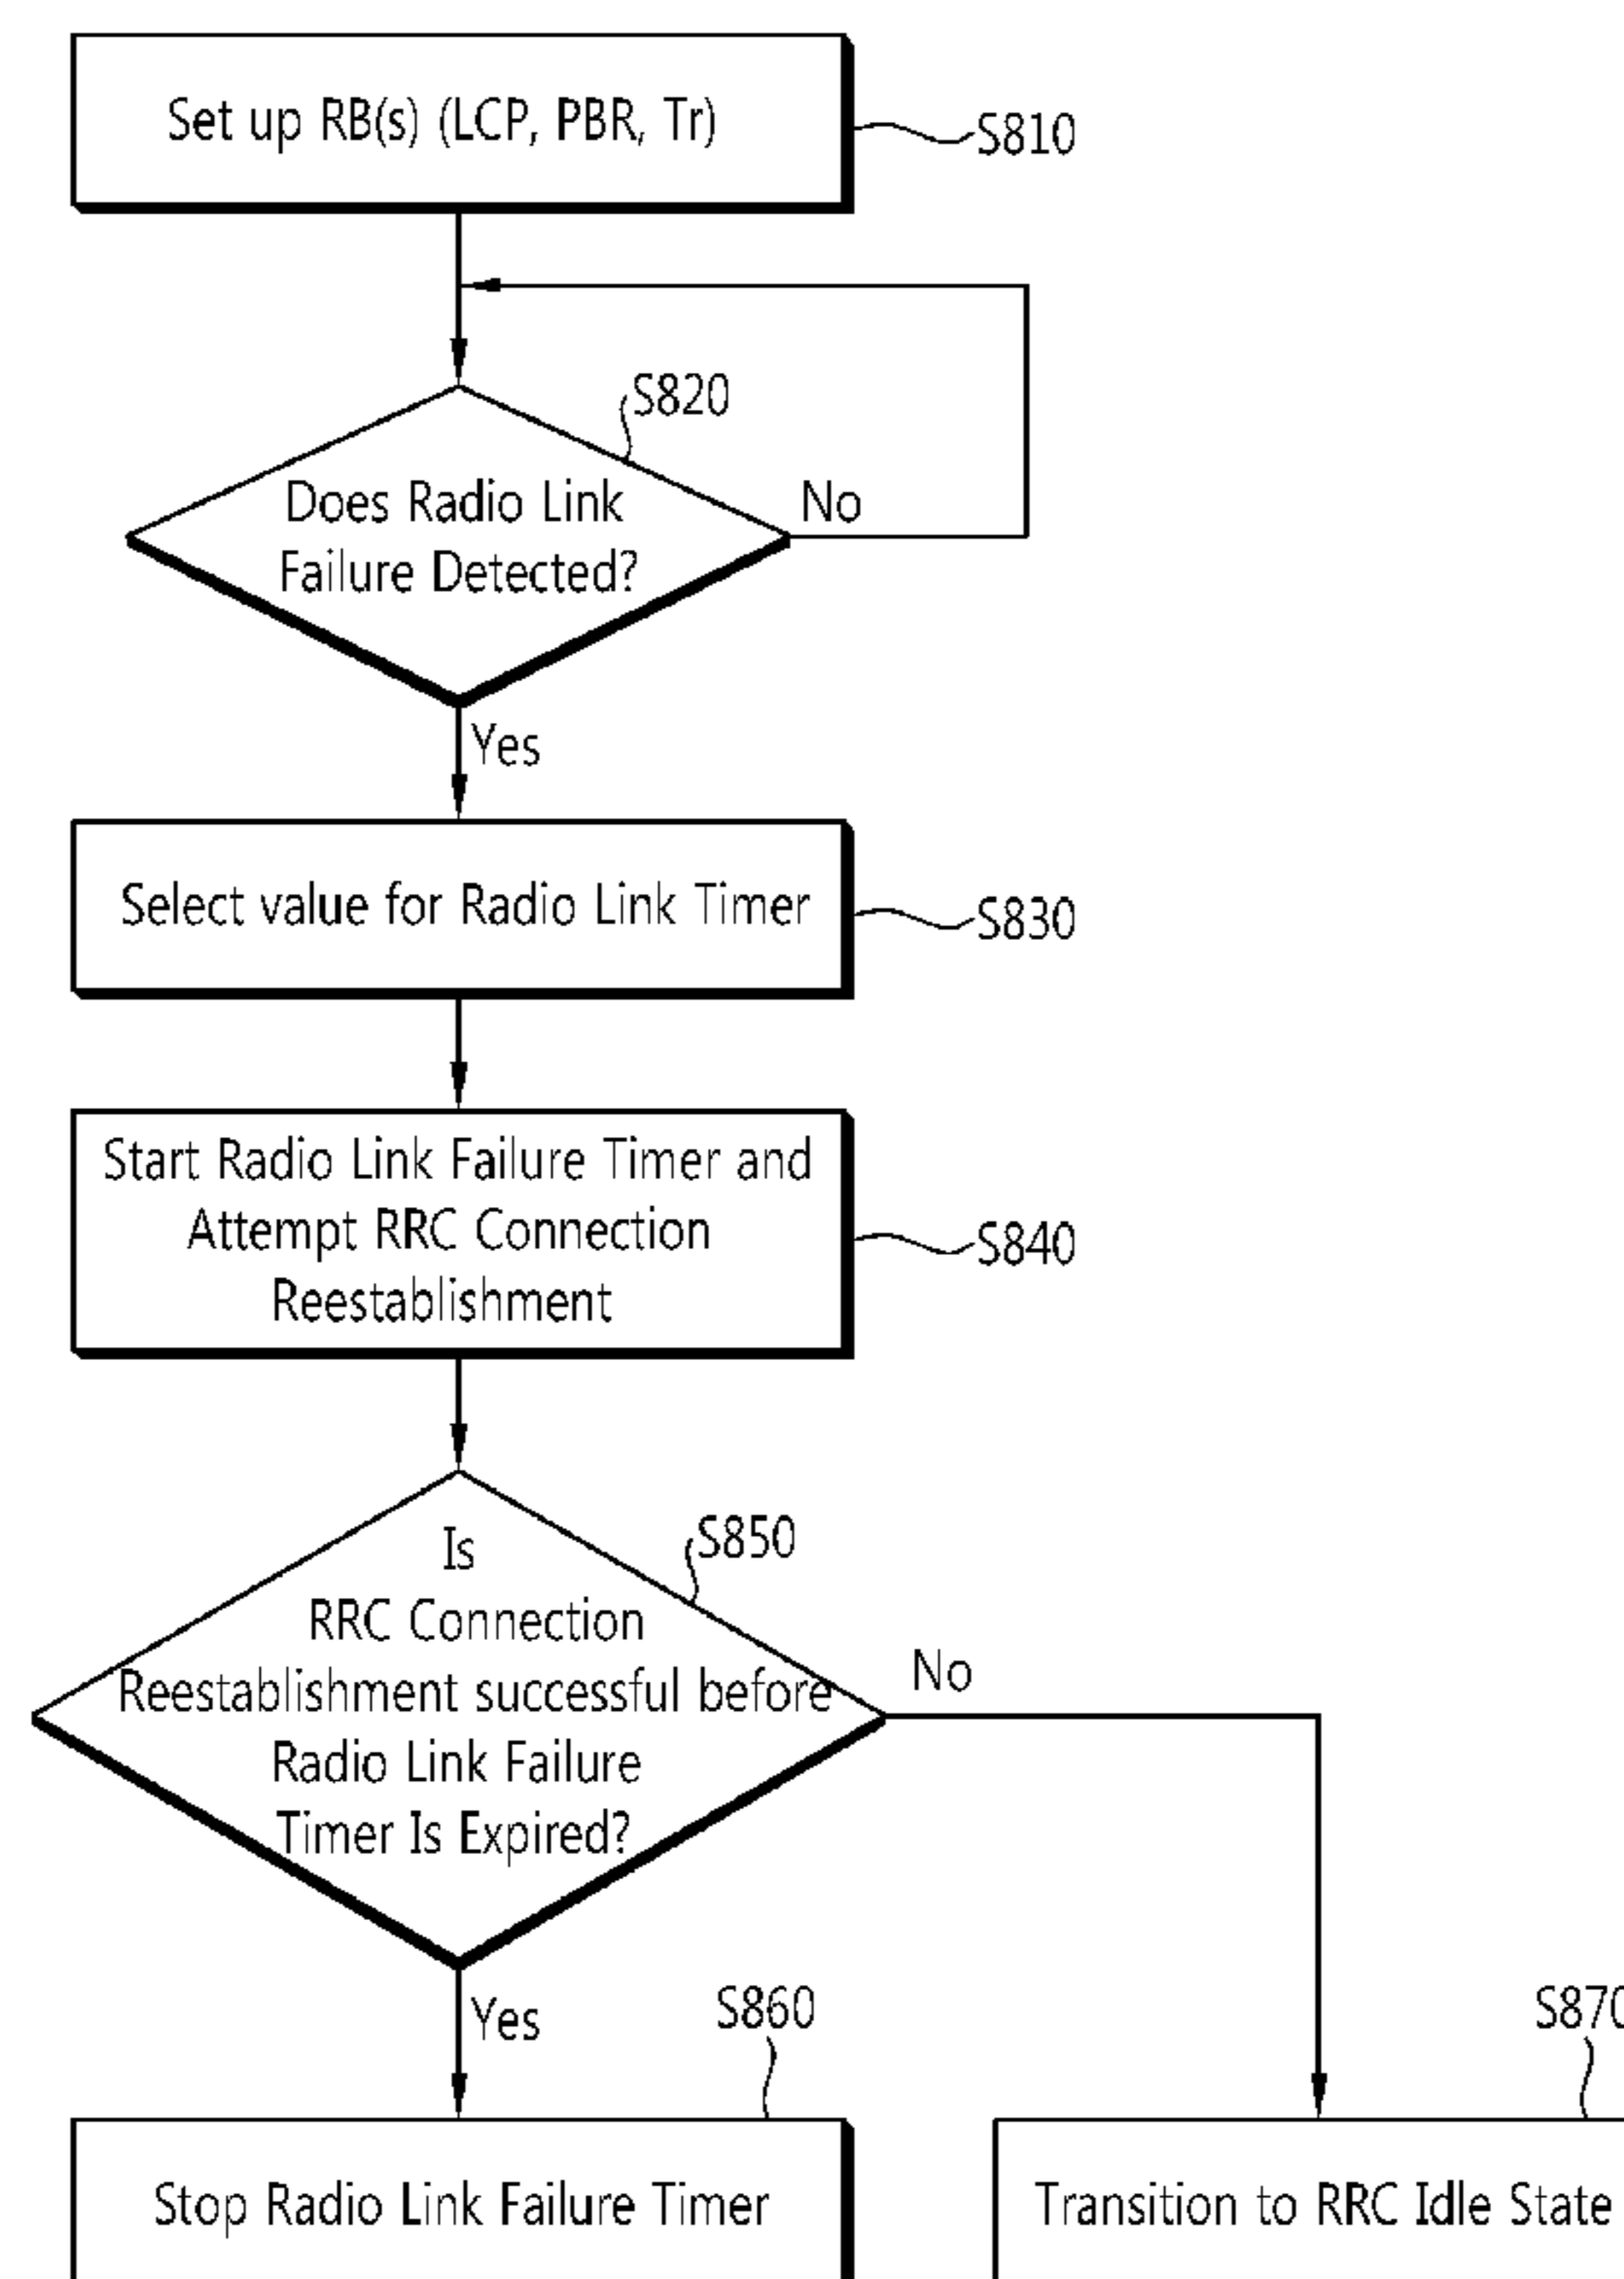 Set up RB(s) (LCP, PBR, Tr)
S810
S820
Does Radio Link
Failure Detected?
No
Yes
Select value for Radio Link Timer
S830
Start Radio Link Failure Timer and
Attempt RRC Connection
Reestablishment
S840
S850
Is
RRC Connection
Reestablishment successful before
Radio Link Failure
Timer Is Expired?
No
Yes
S860
S870
Stop Radio Link Failure Timer
Transition to RRC Idle State